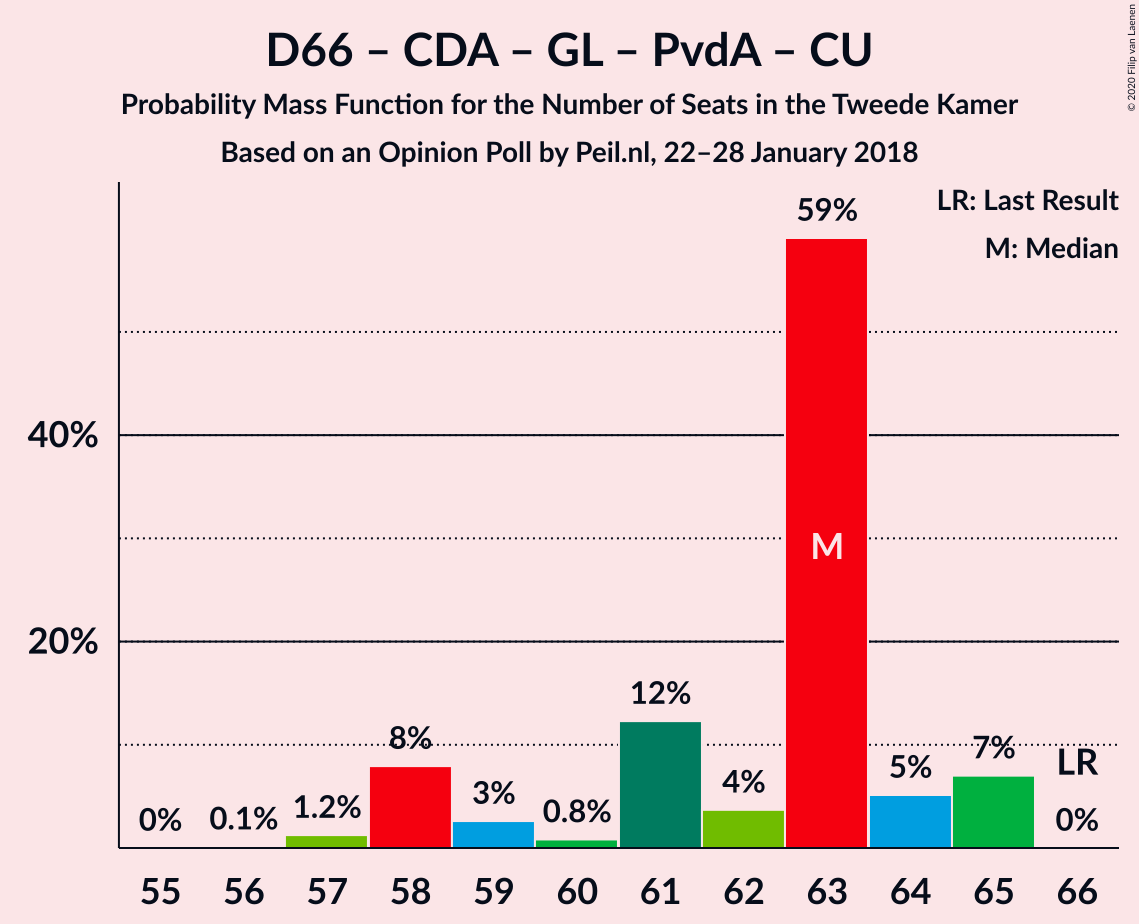 D66 – CDA – GL – PvdA – CU
Probability Mass Function for the Number of Seats in the Tweede Kamer
Based on an Opinion Poll by Peil.nl, 22–28 January 2018
© 2020 Filip van Laenen
LR: Last Result
M: Median
59%
40%
M
20%
12%
8%
7%
LR
5%
4%
3%
1.2%
0.8%
0%
0.1%
0%
55 56 57 58 59 60 61 62 63 64 65 66